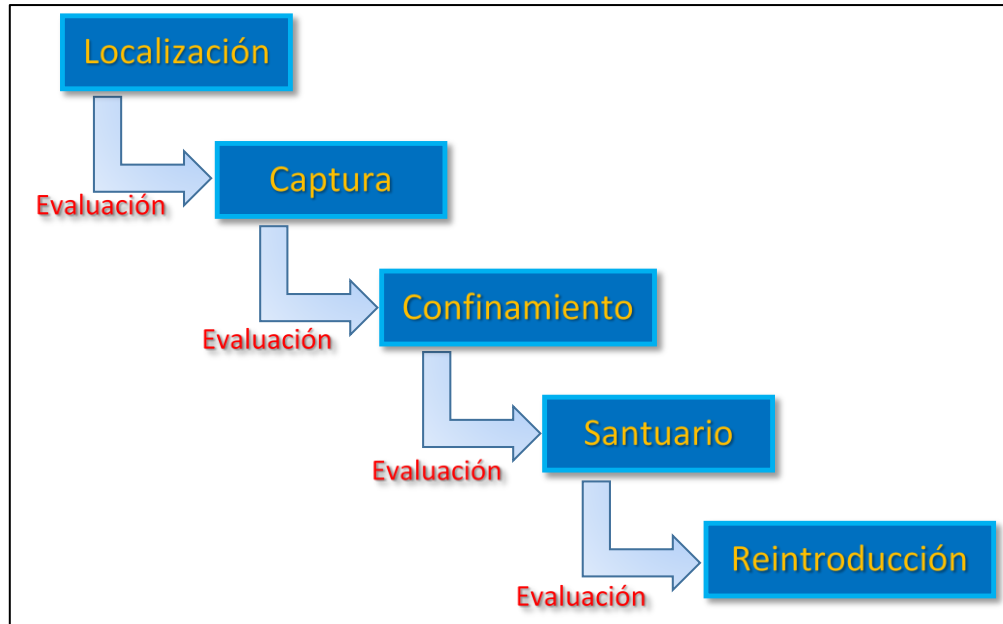 Localización
Evaluación
Captura
Evaluación
Confinamiento
Evaluación
Santuario
Evaluación
Reintroducción